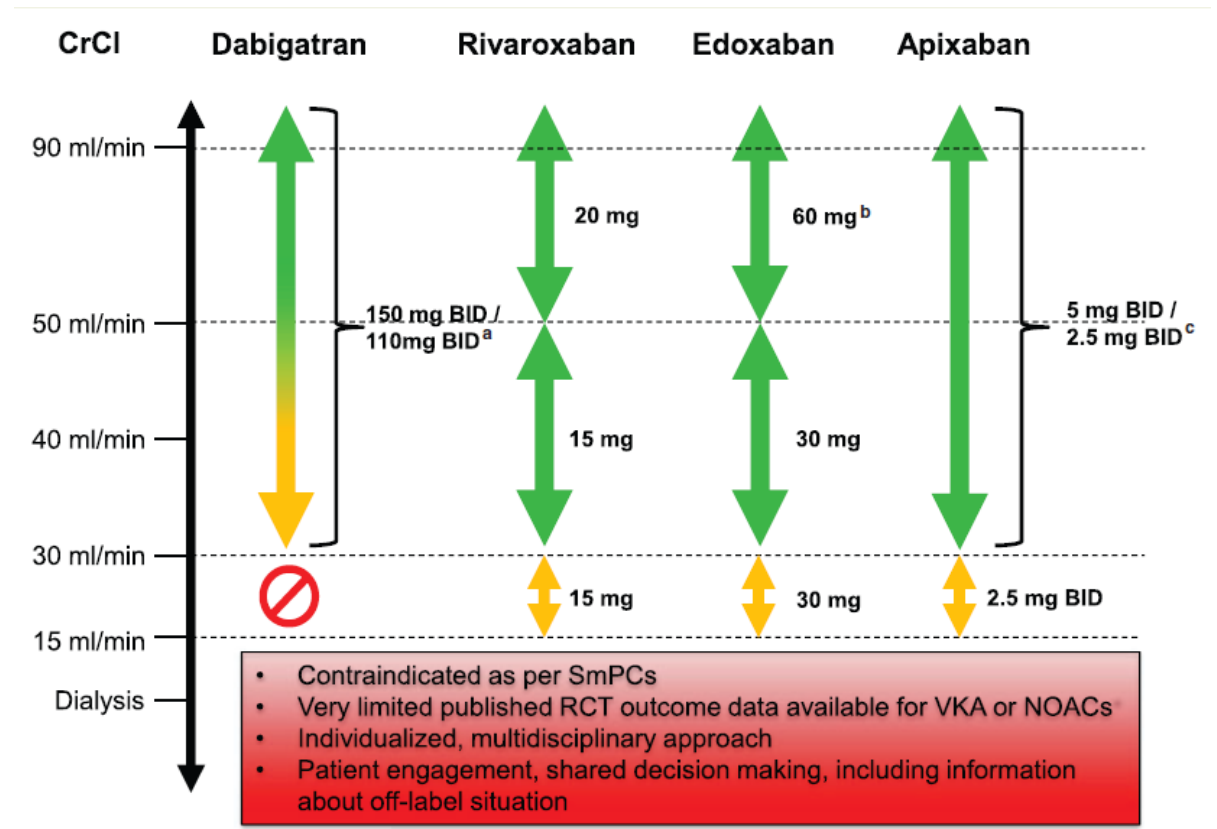 CrCl Dabigatran Rivaroxaban Edoxaban Apixaban
90 ml/min
20 mg 60 mg b
50 ml/min
150 mg BID /
110mg BID a
5 mg BID /
2.5 mg BID c
40 ml/min
15 mg 30 mg
30 ml/min
15 mg 30 mg 2.5 mg BID
15 ml/min
Dialysis
• Contraindicated as per SmPCs
• Very limited published RCT outcome data available for VKA or NOACs
• Individualized, multidisciplinary approach
• Patient engagement, shared decision making, including information
about off-label situation